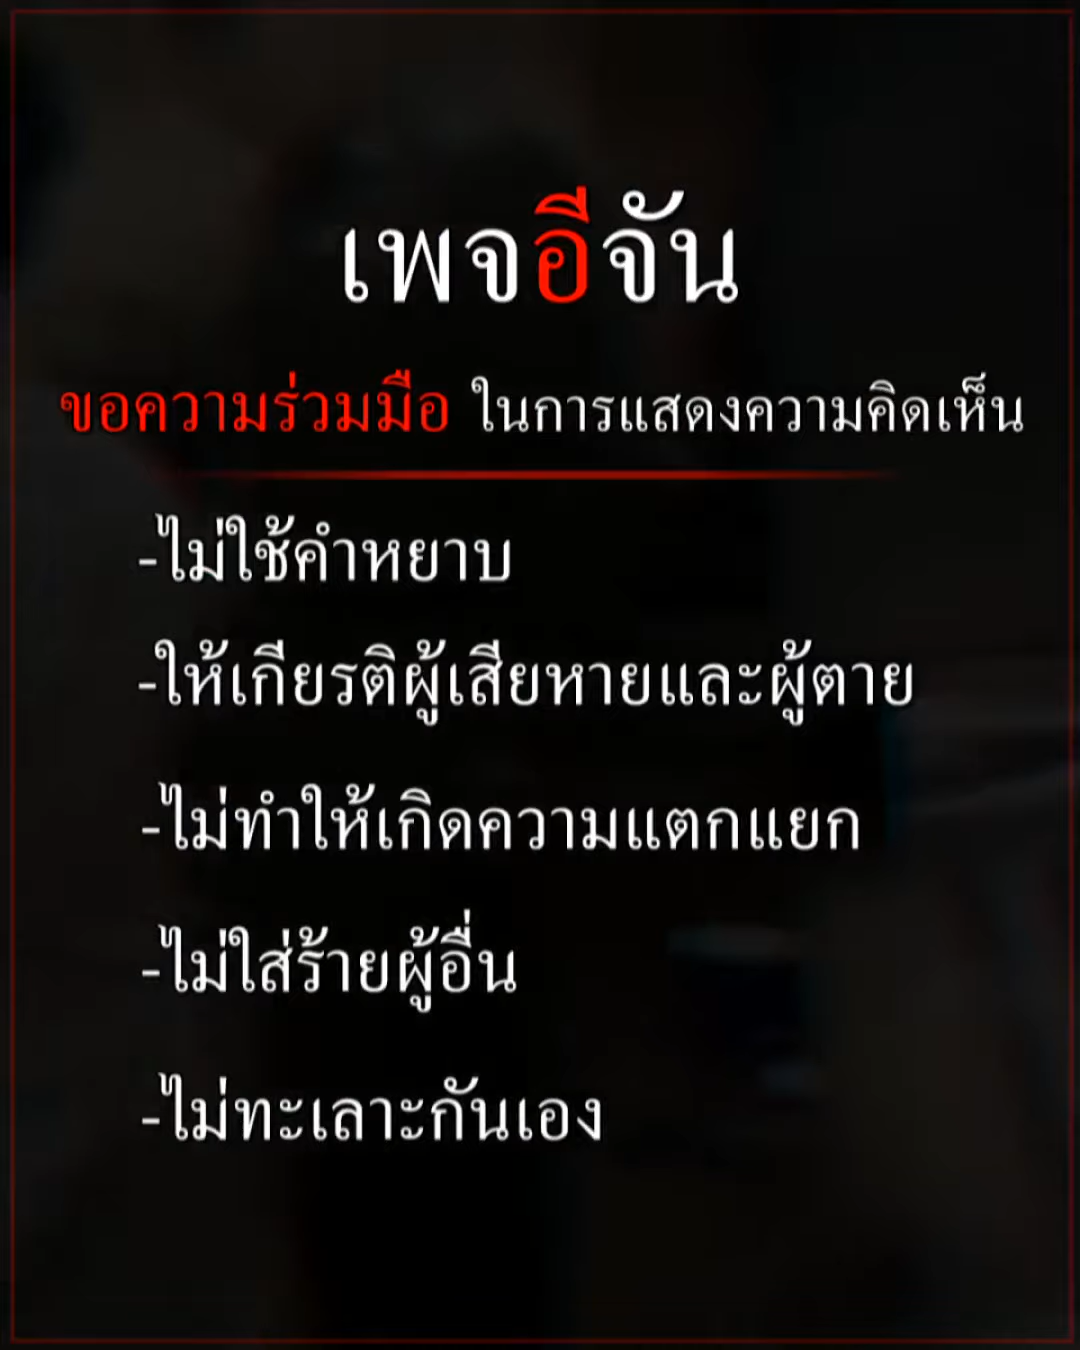 เพจอีจัน
ขอความร่วมมือ ในการแสดงความคิดเห็น
-ไม่ใช้คำหยาบ
-ให้เกียรติผู้เสียหายและผู้ตาย
-ไม่ทำให้เกิดความแตกแยก
-ไม่ใส่ร้ายผู้อื่น
-ไม่ทะเลาะกันเอง